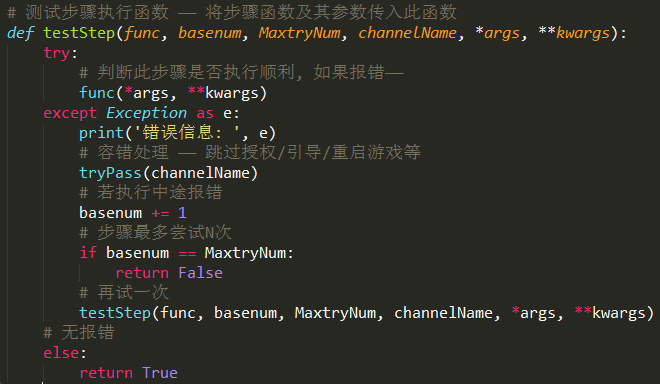 # 测试步骤执行函数 —— 将步骤函数及其参数传入此函数
def testStep(func, basenum, MaxtryNum, channelName, *args, **kwargs):
    try:
        # 判断此步骤是否执行顺利, 如果报错——
        func(*args, **kwargs)
    except Exception as e:
        print('错误信息: ', e)
        # 容错处理 —— 跳过授权/引导/重启游戏等
        tryPass(channelName)
        # 若执行中途报错
        basenum += 1
        # 步骤最多尝试N次
        if basenum == MaxtryNum:
            return False
        # 再试一次
        testStep(func, basenum, MaxtryNum, channelName, *args, **kwargs)
    # 无报错
    else:
        return True